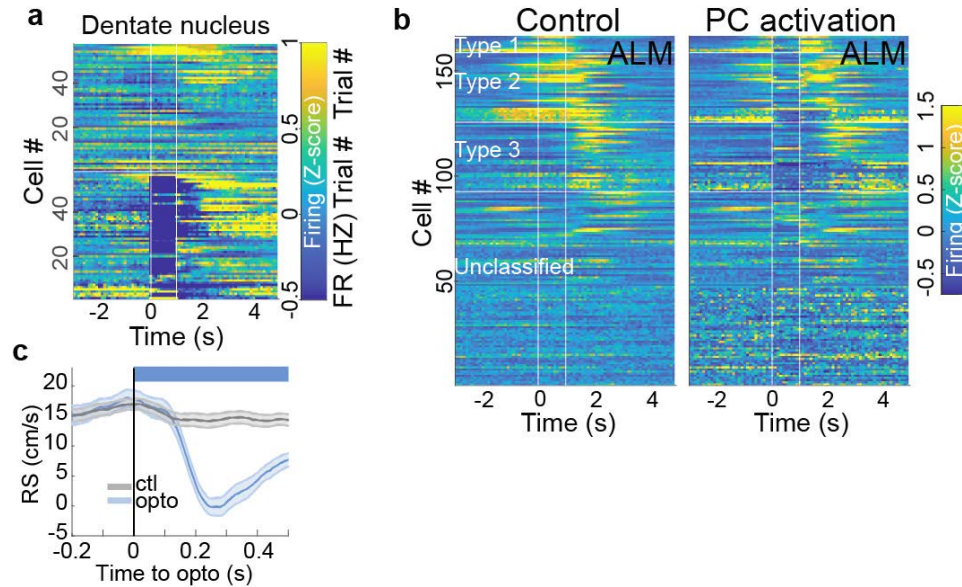 a
Dentate nucleus
Cell #
40
20
40
20
-2 0 2 4
Time (s)
1
0.5
0
-0.5
Firing (Z-score)
FR (HZ) Trial # Trial #
b
Control
PC activation
Type 1
ALM
ALM
Type 2
Type 3
Unclassified
Cell #
150
100
50
-2 0 2 4
Time (s)
-2 0 2 4
Time (s)
1.5
1
0.5
0
-0.5
Firing (Z-score)
c
RS (cm/s)
20
15
10
5
0
-5
ctl
opto
-0.2 0 0.2 0.4
Time to opto (s)